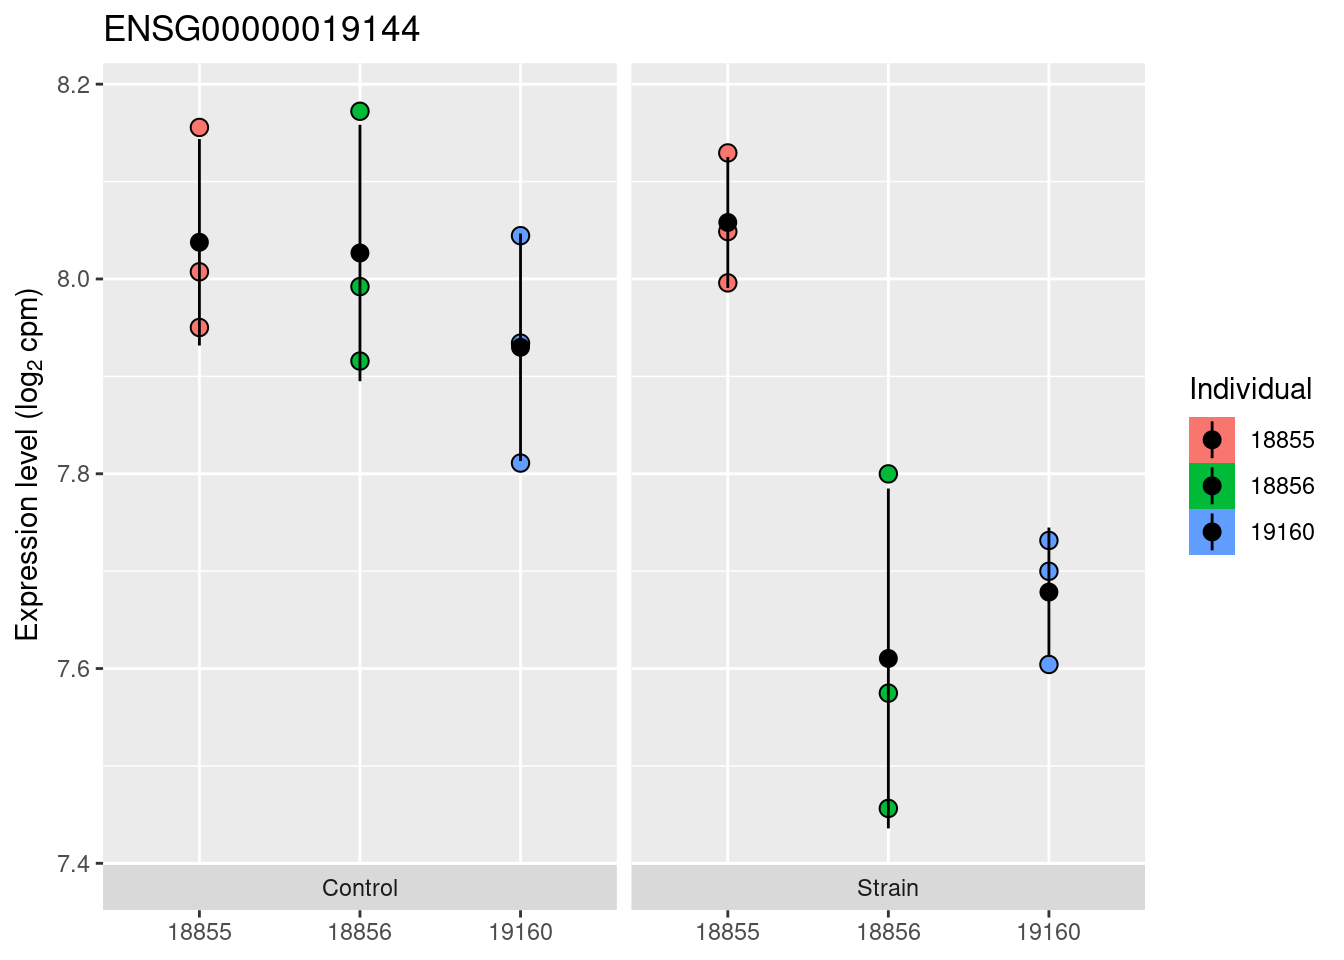 ENSG00000019144
Expression level (log2 cpm)
8.2
8.0
7.8
7.6
7.4
Control
Strain
18855
18856
19160
18855
18856
19160
Individual
18855
18856
19160